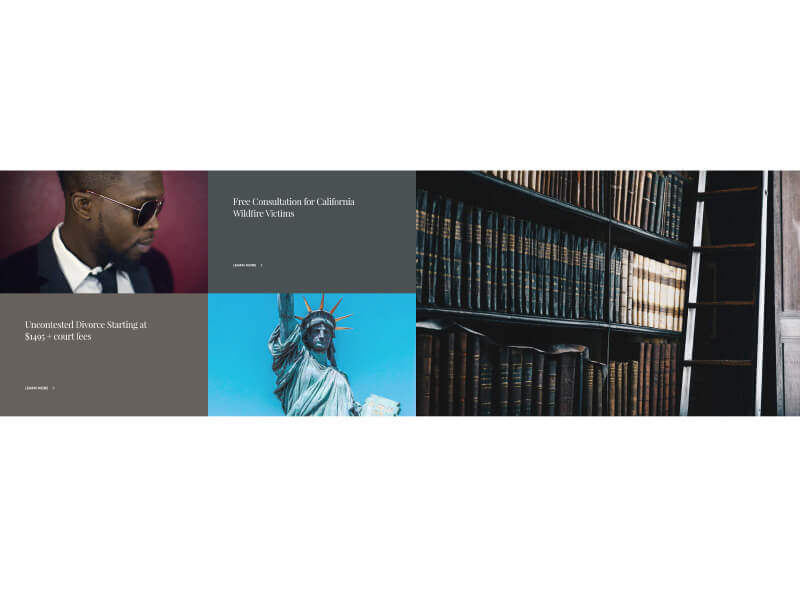 Free Consultation for California
Wildfire Victims
LEARN MORE
Uncontested Divorce Starting at
$1495 + court fees
LEARN MORE